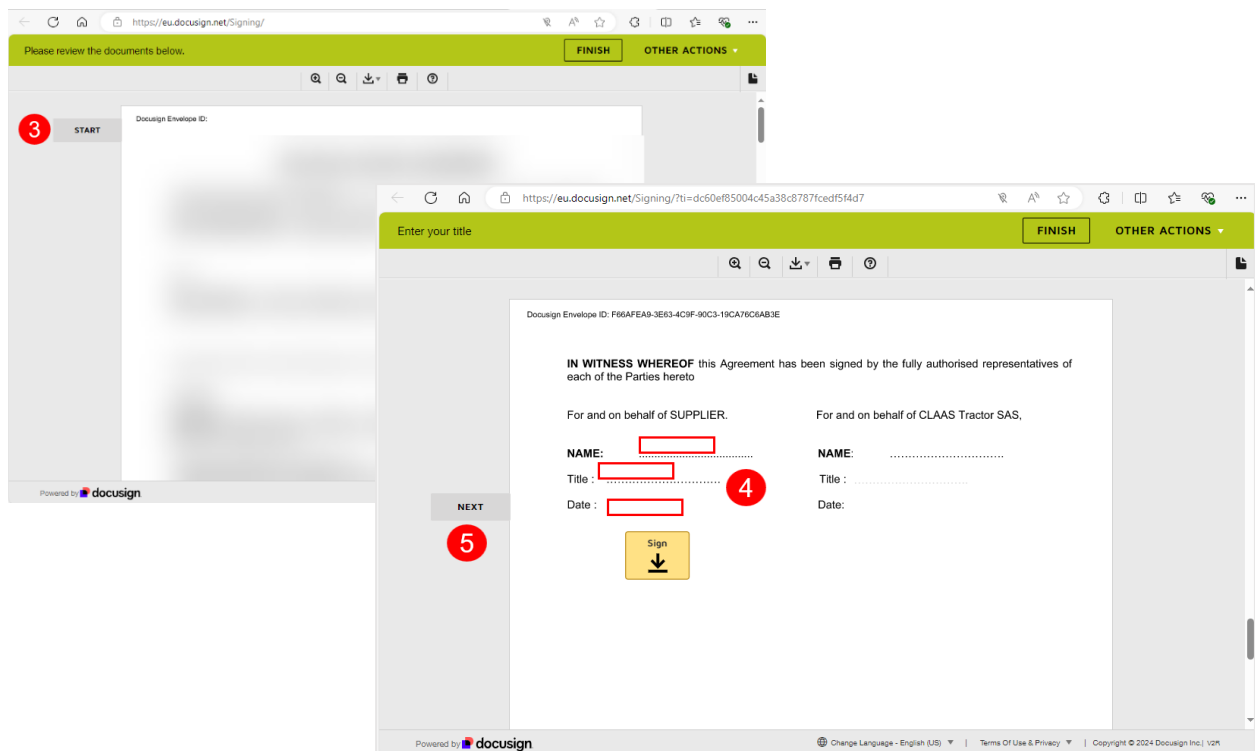 https://eu.docusign.net/Signing/
Please review the documents below.
FINISH
OTHER ACTIONS
3
START
Docusign Envelope ID:
Powered by docusign
https://eu.docusign.net/Signing/?ti=dc60ef85004c45a38c8787fcedf5f4d7
Enter your title
FINISH
OTHER ACTIONS
Docusign Envelope ID: F66AFEA9-3E63-4C9F-90C3-19CA76C6AB3E
IN WITNESS WHEREOF this Agreement has been signed by the fully authorised representatives of
each of the Parties hereto
For and on behalf of SUPPLIER.
For and on behalf of CLAAS Tractor SAS,
NAME: ......................................
NAME: ..............................
Title : ..............................
Title : ..............................
4
Date :
Date:
NEXT
5
Sign
Powered by docusign
Change Language - English (US) | Terms Of Use & Privacy | Copyright © 2024 Docusign Inc.| V2R